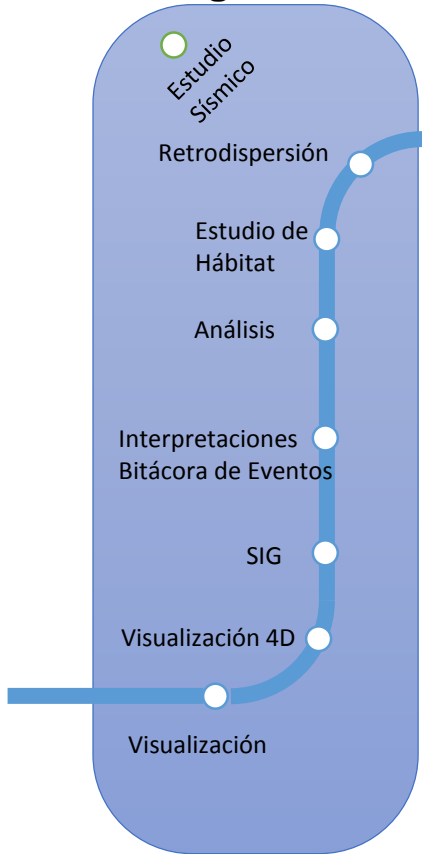 Estudio
Sísmico
Retrodispersión
Estudio de
Hábitat
Análisis
Interpretaciones
Bitácora de Eventos
SIG
Visualización 4D
Visualización